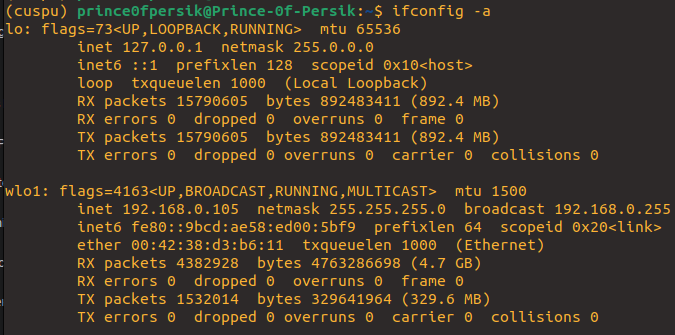 (cuspu) prince0fpersik@Prince-0f-Persik:~$ ifconfig -a
lo: flags=73<UP,LOOPBACK,RUNNING>  mtu 65536
        inet 127.0.0.1  netmask 255.0.0.0
        inet6 ::1  prefixlen 128  scopeid 0x10<host>
        loop  txqueuelen 1000  (Local Loopback)
        RX packets 15790605  bytes 892483411 (892.4 MB)
        RX errors 0  dropped 0  overruns 0  frame 0
        TX packets 15790605  bytes 892483411 (892.4 MB)
        TX errors 0  dropped 0 overruns 0  carrier 0  collisions 0

wlo1: flags=4163<UP,BROADCAST,RUNNING,MULTICAST>  mtu 1500
        inet 192.168.0.105  netmask 255.255.255.0  broadcast 192.168.0.255
        inet6 fe80::9bcd:ae58:ed00:5bf9  prefixlen 64  scopeid 0x20<link>
        ether 00:42:38:d3:b6:11  txqueuelen 1000  (Ethernet)
        RX packets 4382928  bytes 4763286698 (4.7 GB)
        RX errors 0  dropped 0  overruns 0  frame 0
        TX packets 1532014  bytes 329641964 (329.6 MB)
        TX errors 0  dropped 0 overruns 0  carrier 0  collisions 0